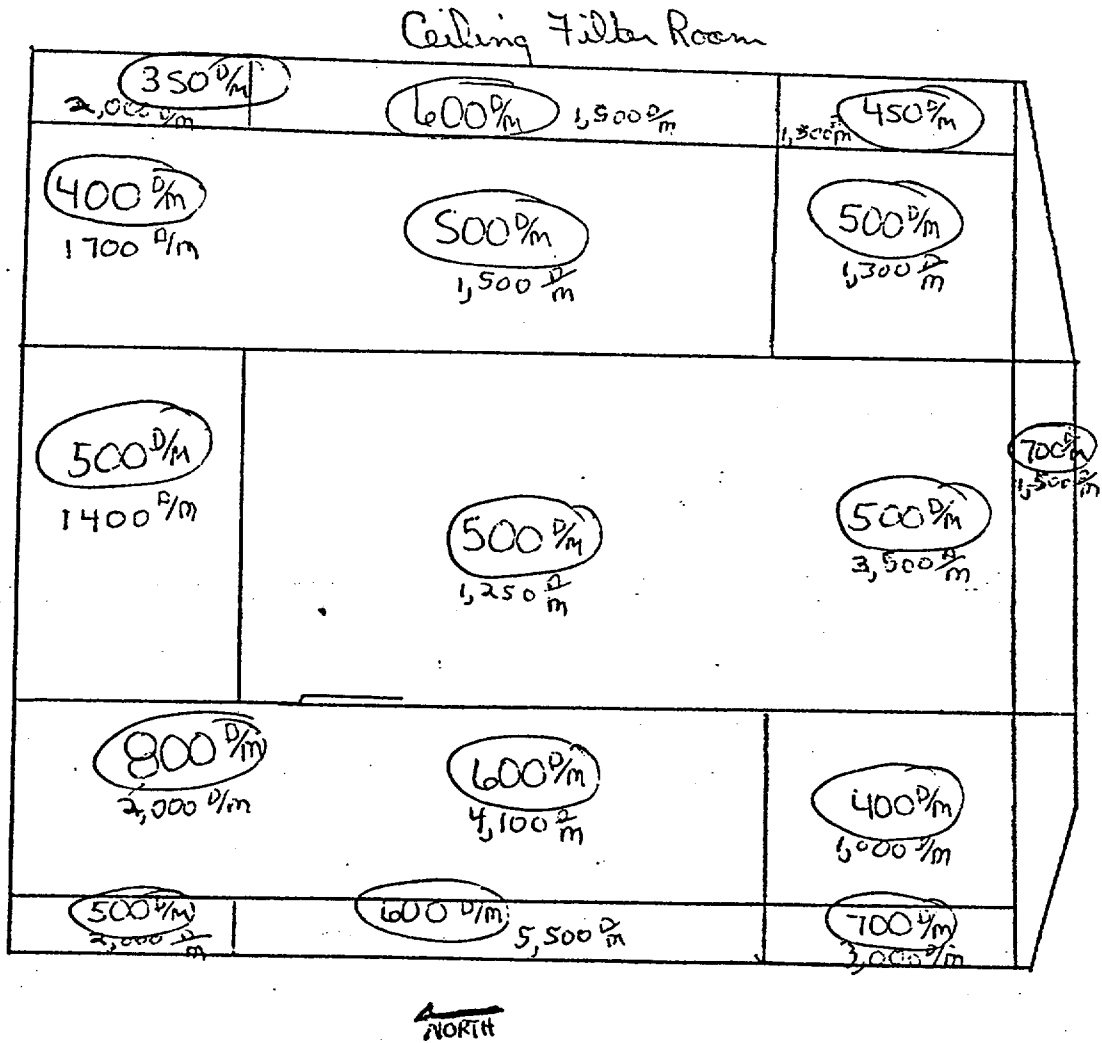 Ceiling Filter Room
350 D/m
2,000 D/m
600 D/m 1,500 D/m
450 D/m
1,300 D/m
400 D/m
1700 D/m
500 D/m
1,500 D/m
500 D/m
1,300 D/m
500 D/m
1400 D/m
500 D/m
1,250 D/m
500 D/m
3,500 D/m
700 D/m
1,500 D/m
800 D/m
2,000 D/m
600 D/m
4,100 D/m
400 D/m
1,000 D/m
500 D/m
2,000 D/m
600 D/m
5,500 D/m
700 D/m
3,000 D/m
NORTH